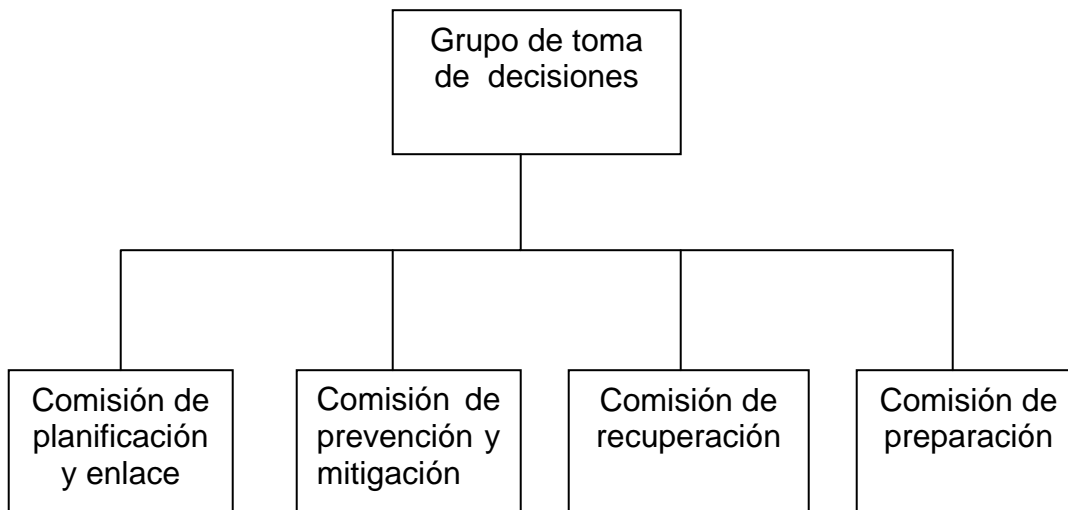 Grupo de toma
de decisiones
Comisión de
planificación
y enlace
Comisión de
prevención y
mitigación
Comisión de
recuperación
Comisión de
preparación